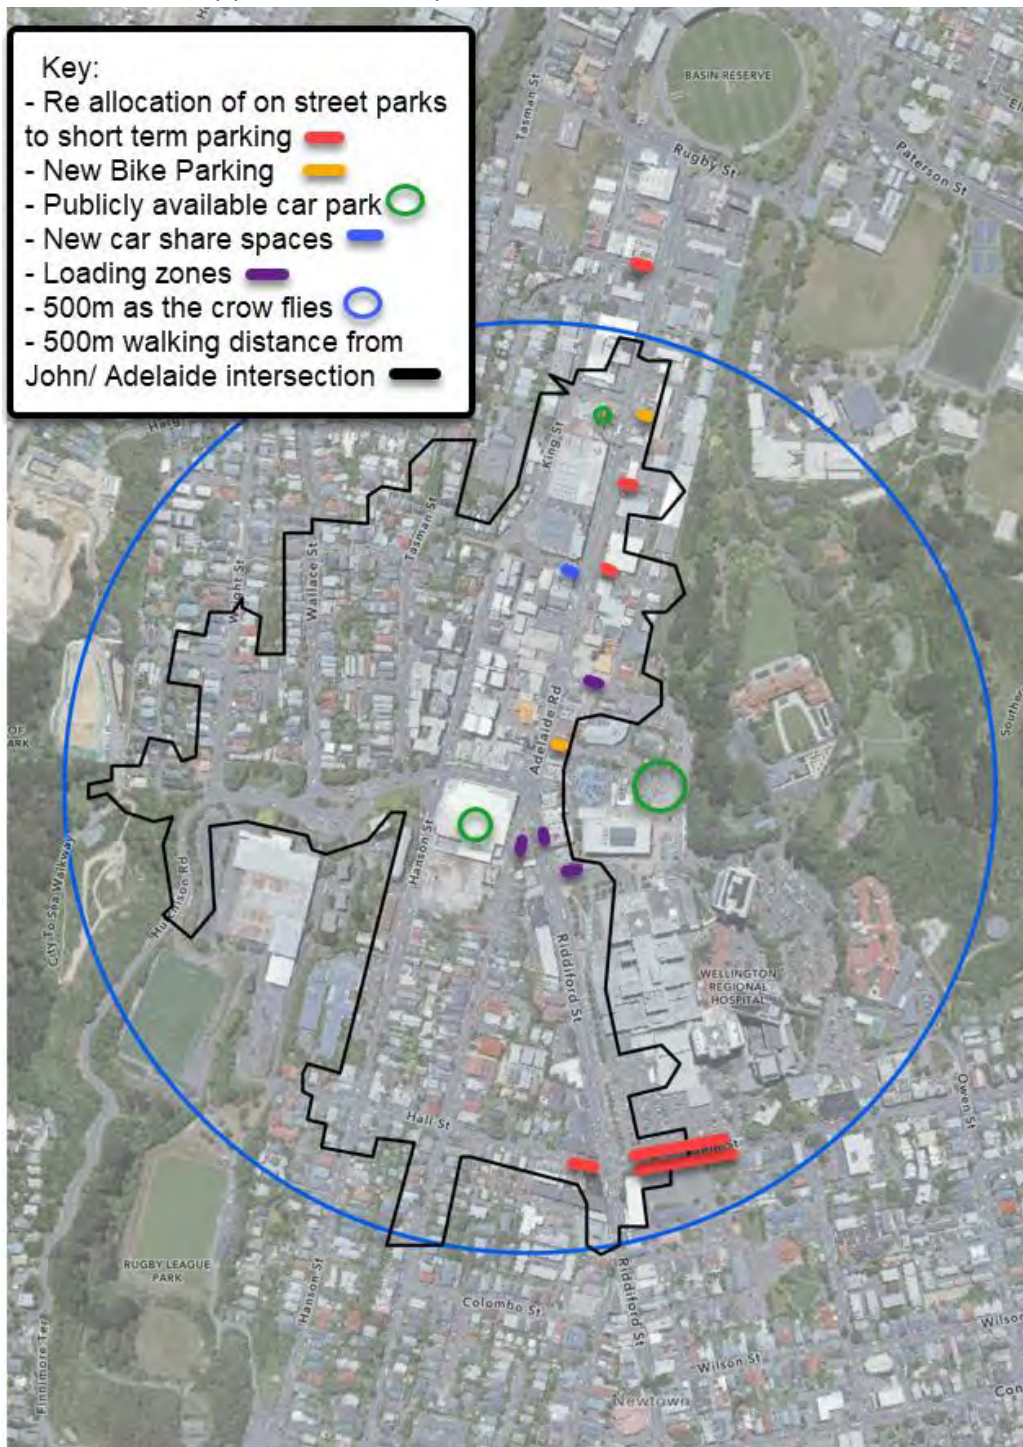 Key:
- Re allocation of on street parks
to short term parking
- New Bike Parking
- Publicly available car park
- New car share spaces
- Loading zones
- 500m as the crow flies
- 500m walking distance from
John/ Adelaide intersection
BASIN RESERVE
Tasman St
Rugby St
Paterson St
King St
Tasman St
Wallace St
Adelaide Rd
Hanson St
City To Sea Walkway
Hutchison Rd
Riddiford St
WELLINGTON
REGIONAL
HOSPITAL
Owen St
Hall St
RUGBY LEAGUE
PARK
Hanson St
Colombo St
Riddiford St
Wilson St
Wilson
Finnimore Ter
Newtown